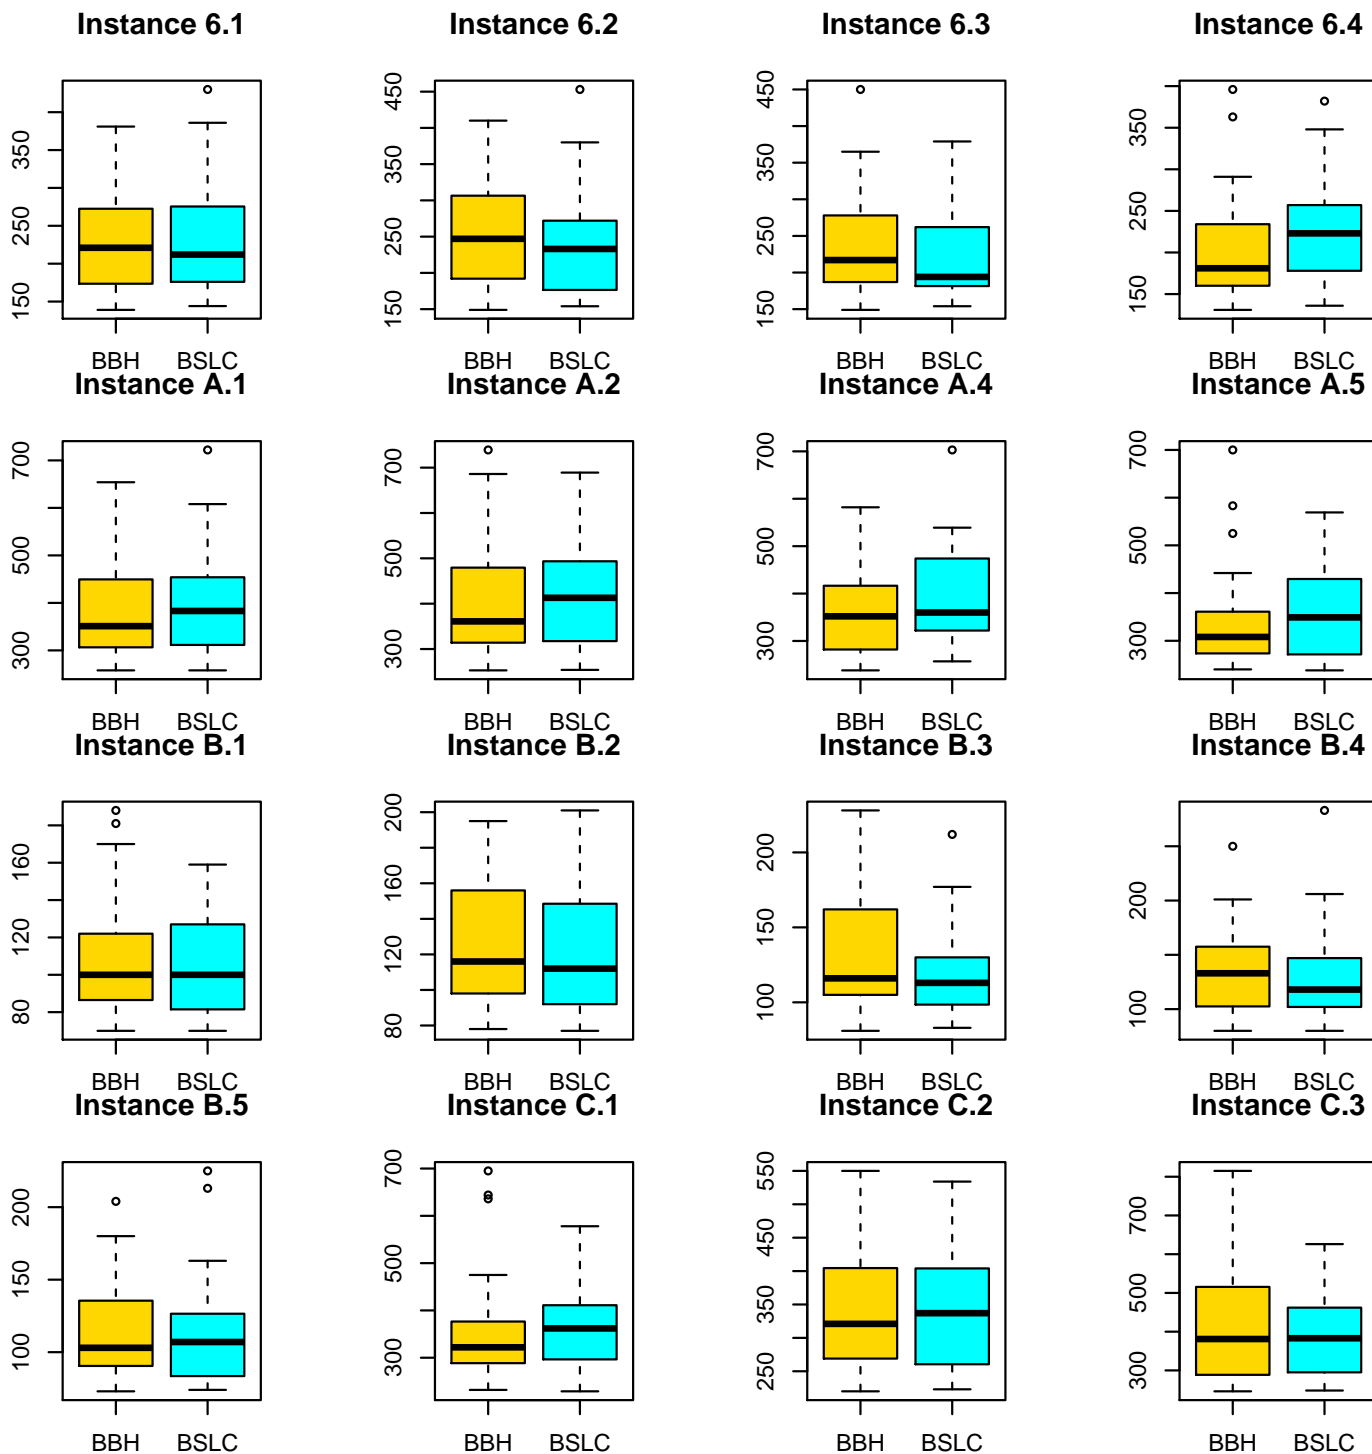 Instance 6.1 Instance 6.2 Instance 6.3 Instance 6.4
150 250 350 150 250 350 450 150 250 350 450 150 250 350
BBH BSLC BBH BSLC BBH BSLC BBH BSLC
Instance A.1 Instance A.2 Instance A.4 Instance A.5
300 500 700 300 500 700 300 500 700 300 500 700
BBH BSLC BBH BSLC BBH BSLC BBH BSLC
Instance B.1 Instance B.2 Instance B.3 Instance B.4
80 120 160 80 120 160 200 100 150 200 100 200
BBH BSLC BBH BSLC BBH BSLC BBH BSLC
Instance B.5 Instance C.1 Instance C.2 Instance C.3
100 150 200 300 500 700 250 350 450 550 300 500 700
BBH BSLC BBH BSLC BBH BSLC BBH BSLC